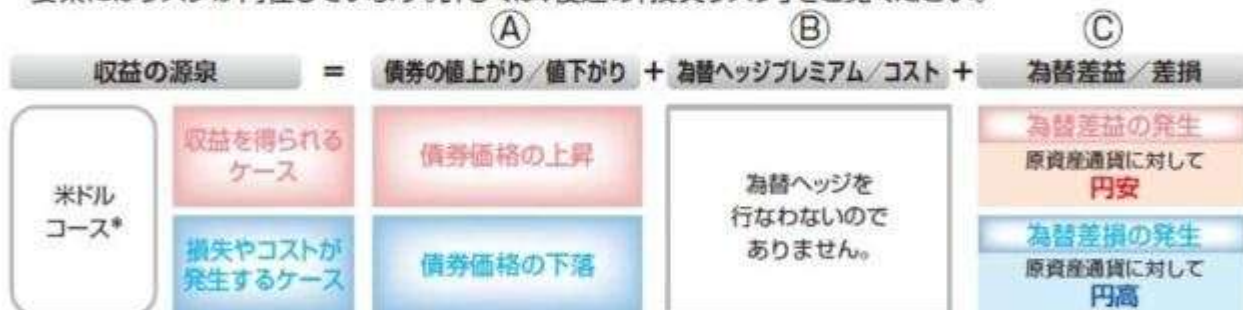 Ⓐ Ⓑ Ⓒ
収益の源泉 = 債券の値上がり/値下がり + 為替ヘッジプレミアム/コスト + 為替差益/差損
米ドル
コース*
収益を得られる
ケース
債券価格の上昇
損失やコストが
発生するケース
債券価格の下落
為替ヘッジを
行なわないので
ありません。
為替差益の発生
原資産通貨に対して
円安
為替差損の発生
原資産通貨に対して
円高